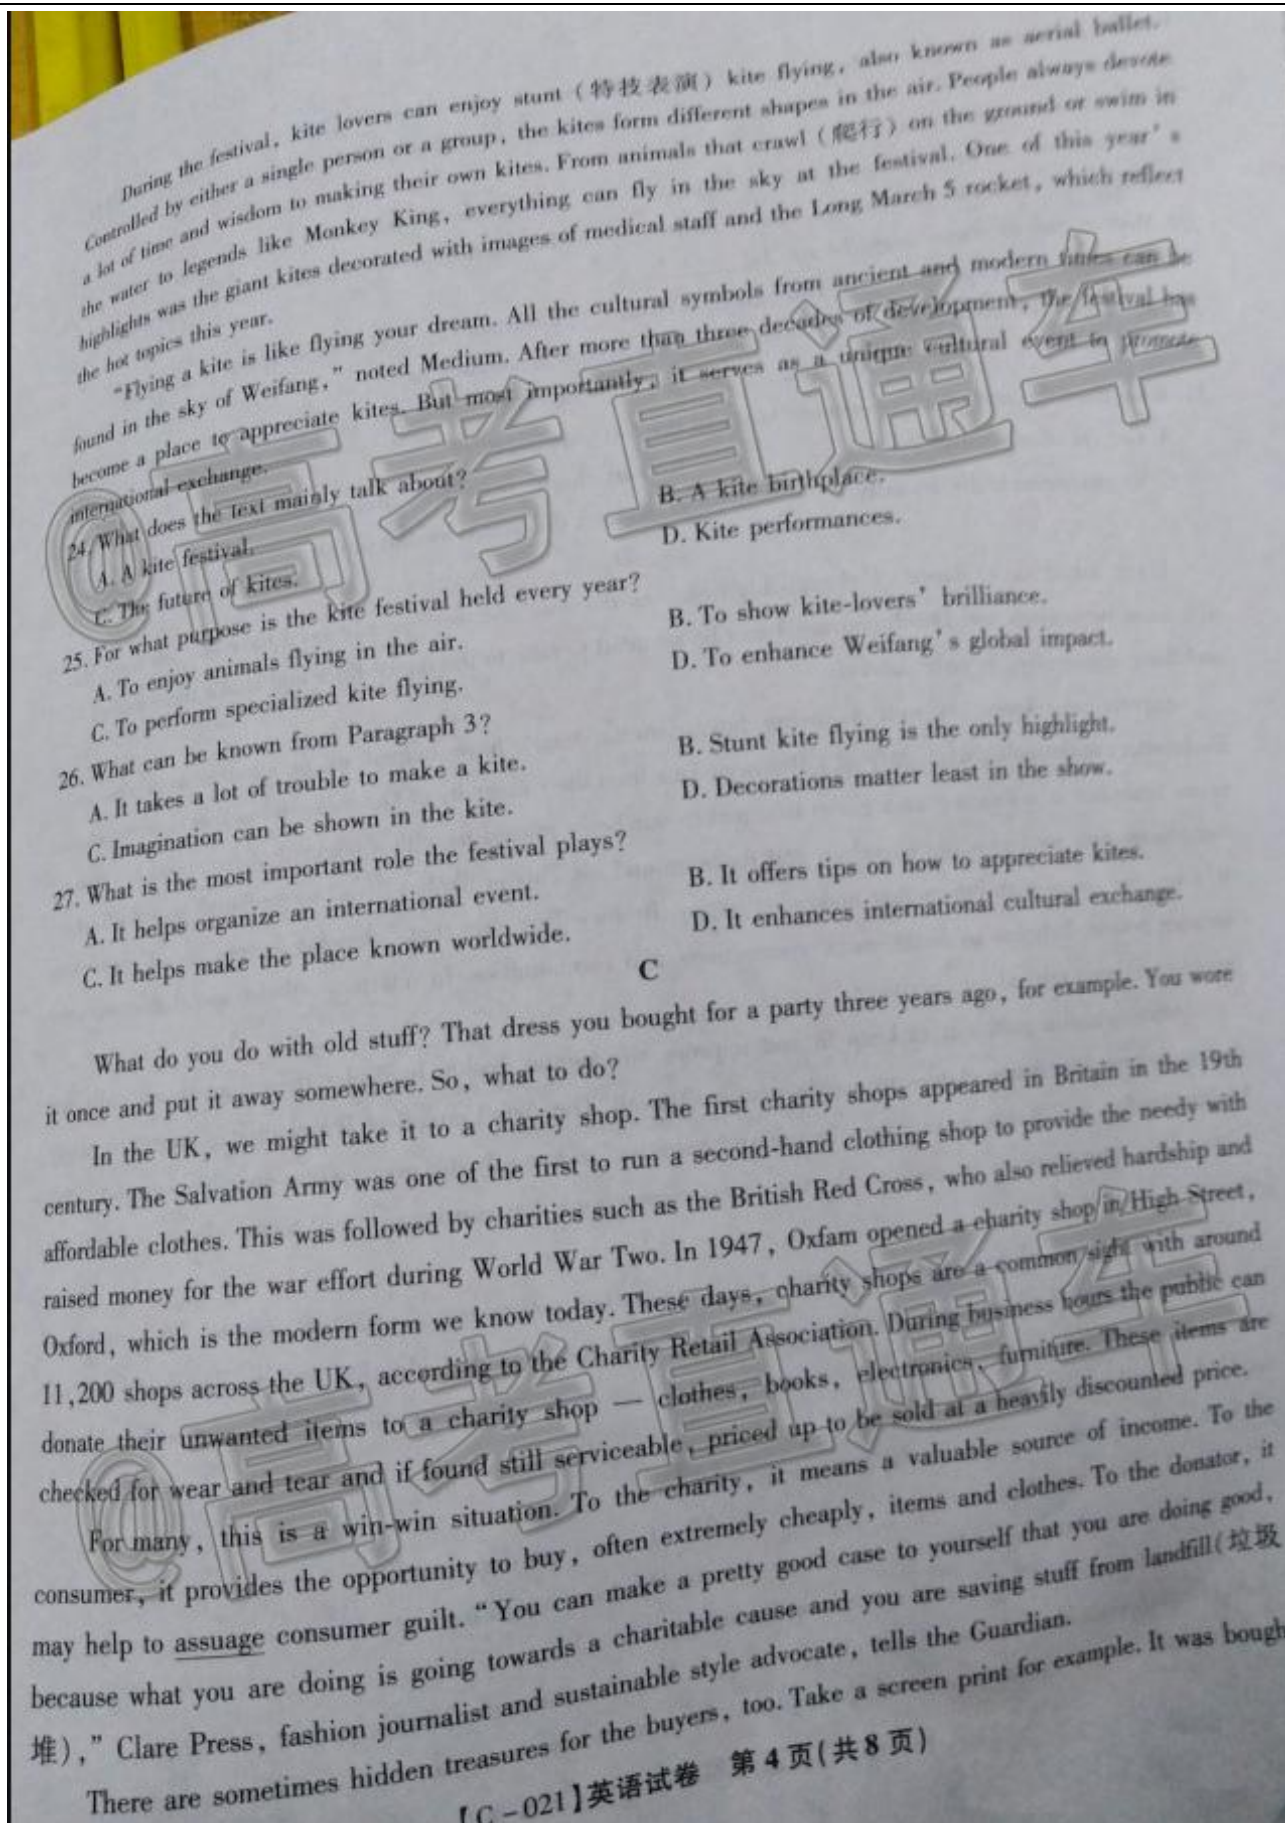 During the festival, kite lovers can enjoy stunt (特技表演) kite flying, also known as aerial ballet.
Controlled by either a single person or a group, the kites form different shapes in the air. People always devote
a lot of time and wisdom to making their own kites. From animals that crawl (爬行) on the ground or swim in
the water to legends like Monkey King, everything can fly in the sky at the festival. One of this year's
highlights was the giant kites decorated with images of medical staff and the Long March 5 rocket, which reflect
the hot topics this year.
"Flying a kite is like flying your dream. All the cultural symbols from ancient and modern times can be
found in the sky of Weifang," noted Medium. After more than three decades of development, the festival has
become a place to appreciate kites. But most importantly, it serves as a unique cultural event to promote
international exchange.
24. What does the text mainly talk about?
A. A kite festival. B. A kite birthplace.
C. The future of kites. D. Kite performances.
25. For what purpose is the kite festival held every year?
A. To enjoy animals flying in the air. B. To show kite-lovers' brilliance.
C. To perform specialized kite flying. D. To enhance Weifang's global impact.
26. What can be known from Paragraph 3?
A. It takes a lot of trouble to make a kite. B. Stunt kite flying is the only highlight.
C. Imagination can be shown in the kite. D. Decorations matter least in the show.
27. What is the most important role the festival plays?
A. It helps organize an international event. B. It offers tips on how to appreciate kites.
C. It helps make the place known worldwide. D. It enhances international cultural exchange.
C
What do you do with old stuff? That dress you bought for a party three years ago, for example. You wore
it once and put it away somewhere. So, what to do?
In the UK, we might take it to a charity shop. The first charity shops appeared in Britain in the 19th
century. The Salvation Army was one of the first to run a second-hand clothing shop to provide the needy with
affordable clothes. This was followed by charities such as the British Red Cross, who also relieved hardship and
raised money for the war effort during World War Two. In 1947, Oxfam opened a charity shop in High Street,
Oxford, which is the modern form we know today. These days, charity shops are a common sight with around
11,200 shops across the UK, according to the Charity Retail Association. During business hours the public can
donate their unwanted items to a charity shop — clothes, books, electronics, furniture. These items are
checked for wear and tear and if found still serviceable, priced up to be sold at a heavily discounted price.
For many, this is a win-win situation. To the charity, it means a valuable source of income. To the
consumer, it provides the opportunity to buy, often extremely cheaply, items and clothes. To the donator, it
may help to assuage consumer guilt. "You can make a pretty good case to yourself that you are doing good,
because what you are doing is going towards a charitable cause and you are saving stuff from landfill(垃圾
堆)," Clare Press, fashion journalist and sustainable style advocate, tells the Guardian.
There are sometimes hidden treasures for the buyers, too. Take a screen print for example. It was bough
【C-021】英语试卷 第4页(共8页)
@高考直通车
@高考直通车